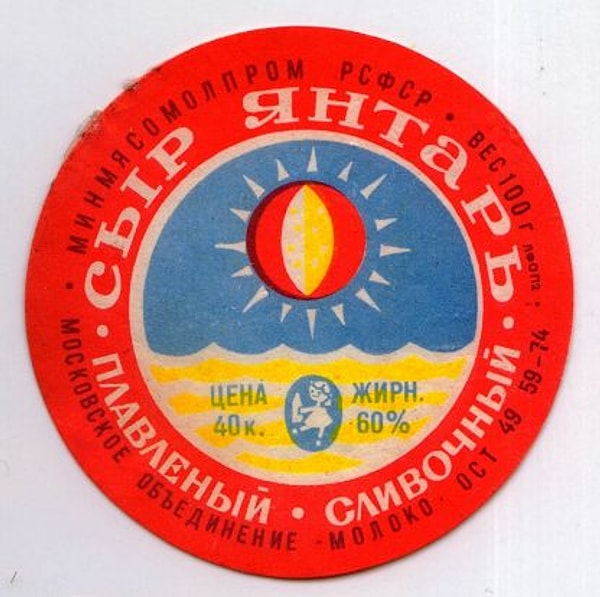 МИНМЯСОМОЛПРОМ РСФСР • ВЕС 100 г ЛФОП2
СЫР ЯНТАРЬ
ЦЕНА
40 к.
ЖИРН.
60%
• ПЛАВЛЕНЫЙ • СЛИВОЧНЫЙ •
• МОСКОВСКОЕ ОБЪЕДИНЕНИЕ "МОЛОКО" ОСТ 49 59-74